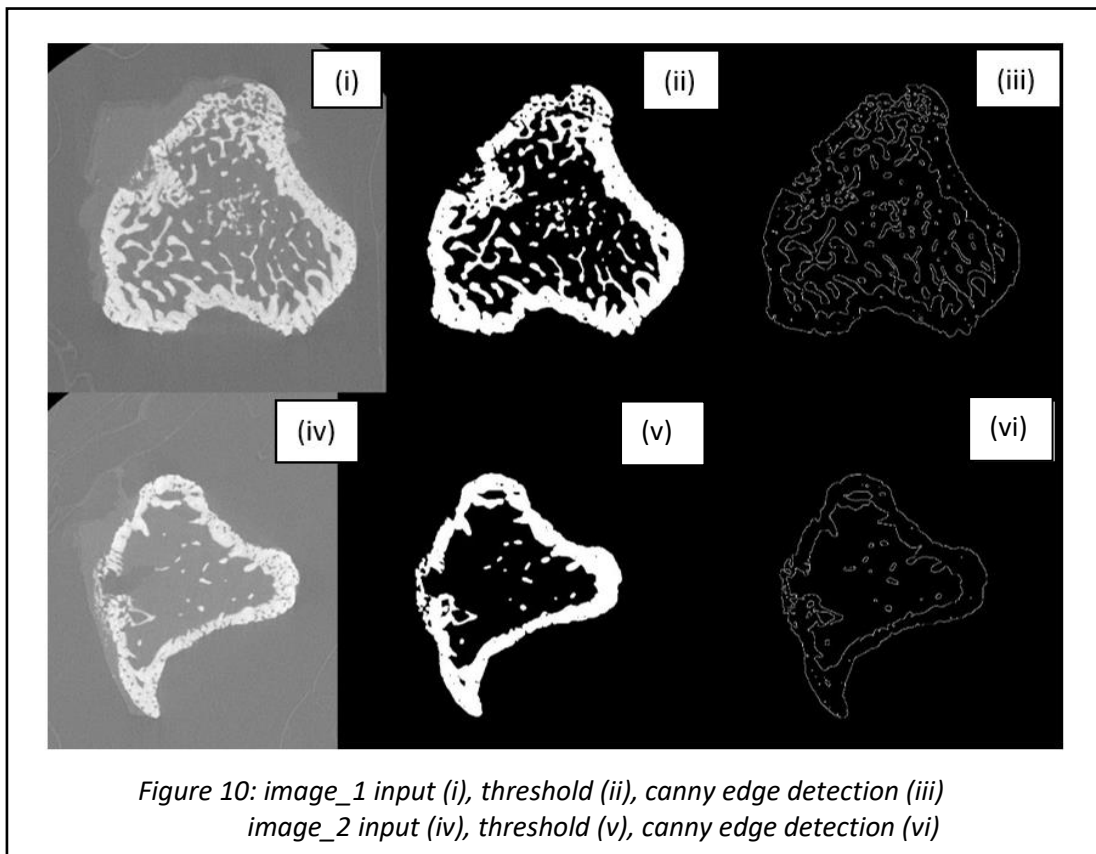 (i)
(ii)
(iii)
(iv)
(v)
(vi)
Figure 10: image_1 input (i), threshold (ii), canny edge detection (iii)
image_2 input (iv), threshold (v), canny edge detection (vi)